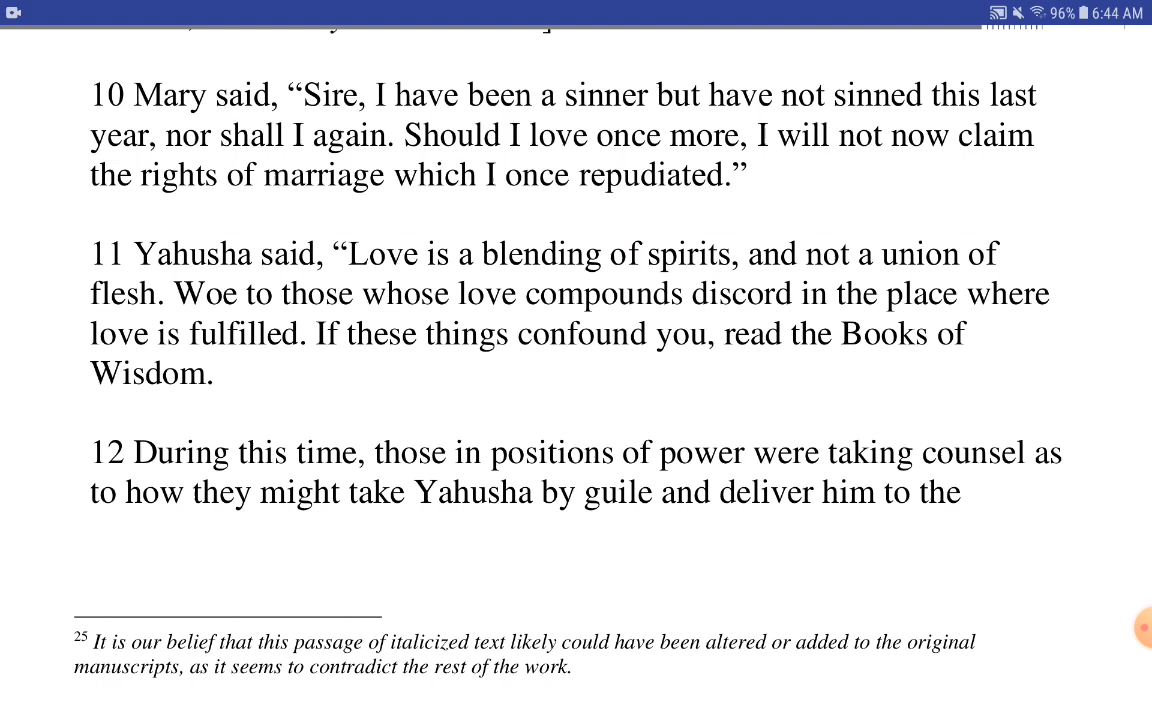 96% 6:44 AM
10 Mary said, “Sire, I have been a sinner but have not sinned this last
year, nor shall I again. Should I love once more, I will not now claim
the rights of marriage which I once repudiated.”
11 Yahusha said, “Love is a blending of spirits, and not a union of
flesh. Woe to those whose love compounds discord in the place where
love is fulfilled. If these things confound you, read the Books of
Wisdom.
12 During this time, those in positions of power were taking counsel as
to how they might take Yahusha by guile and deliver him to the
25 It is our belief that this passage of italicized text likely could have been altered or added to the original
manuscripts, as it seems to contradict the rest of the work.